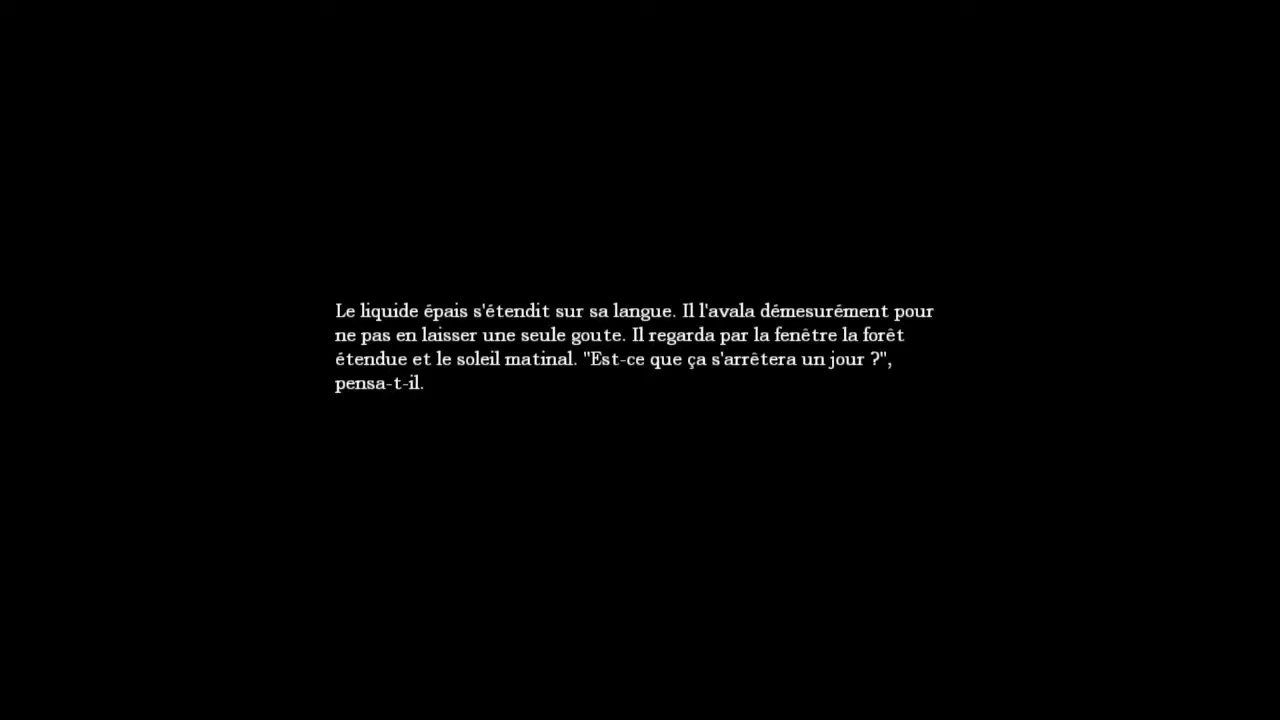 Le liquide épais s'étendit sur sa langue. Il l'avala démesurément pour
ne pas en laisser une seule goute. Il regarda par la fenêtre la forêt
étendue et le soleil matinal. "Est-ce que ça s'arrêtera un jour ?",
pensa-t-il.